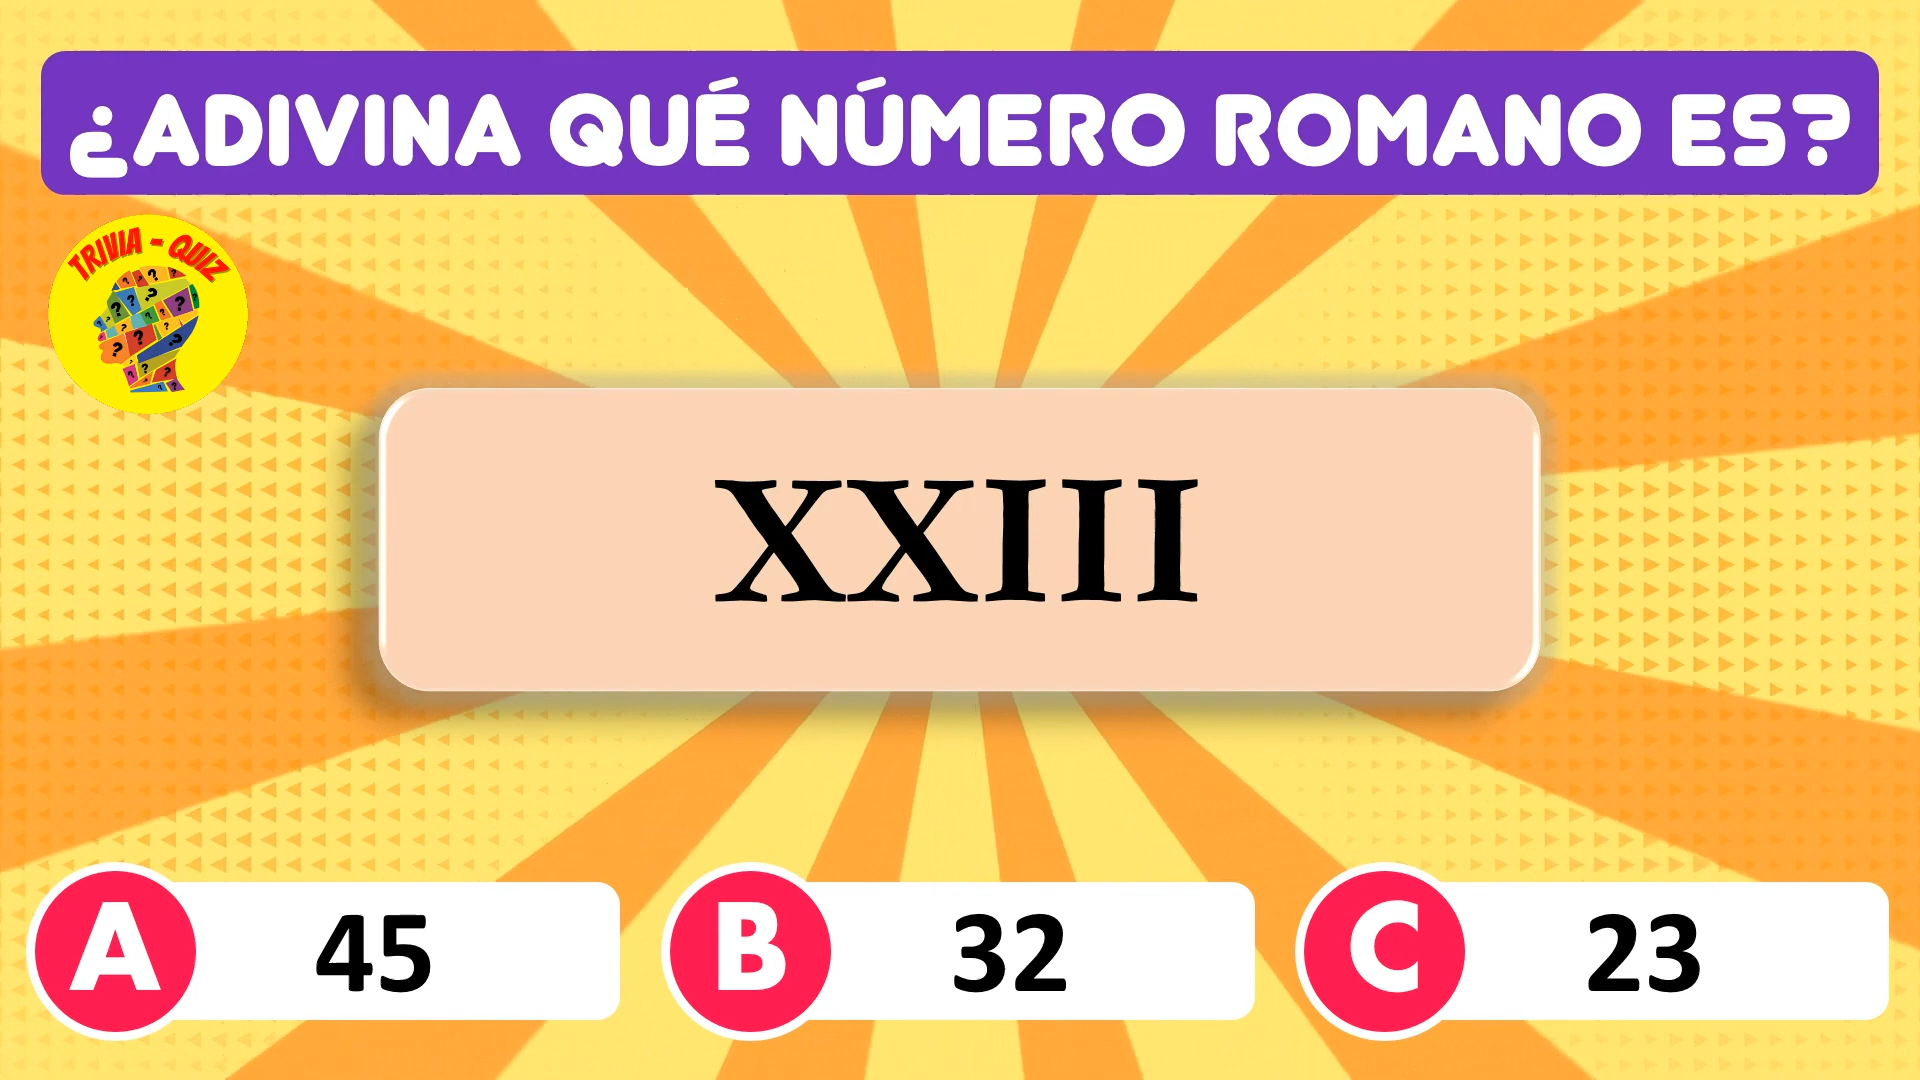 ¿ADIVINA QUÉ NÚMERO ROMANO ES?
TRIVIA - QUIZ
XXIII
A 45
B 32
C 23